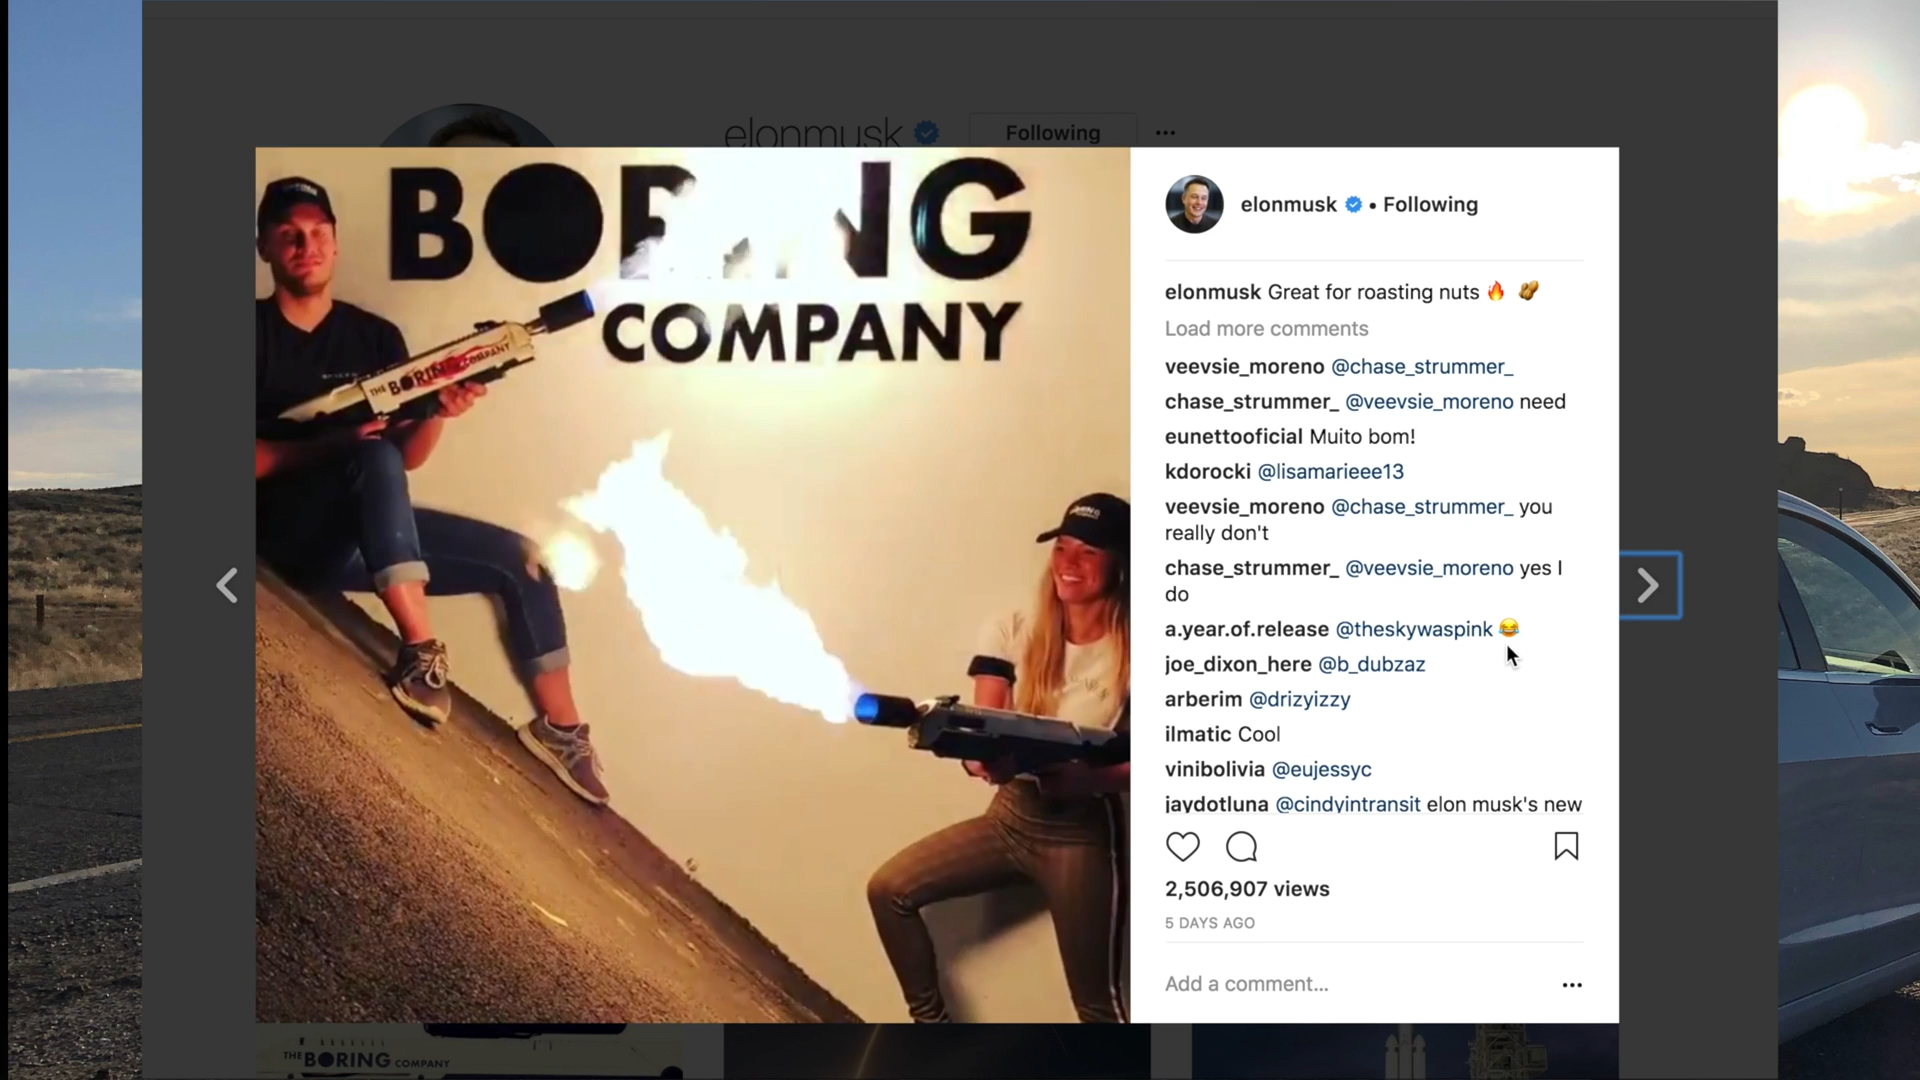 elonmusk
Following
BORING
COMPANY
THE BORING COMPANY
elonmusk • Following
elonmusk Great for roasting nuts 🔥 🥜
Load more comments
veevsie_moreno @chase_strummer_
chase_strummer_ @veevsie_moreno need
eunettooficial Muito bom!
kdorocki @lisamarieee13
veevsie_moreno @chase_strummer_ you
really don't
chase_strummer_ @veevsie_moreno yes I
do
a.year.of.release @theskywaspink 😂
joe_dixon_here @b_dubzaz
arberim @drizyizzy
ilmatic Cool
vinibolivia @eujessyc
jaydotluna @cindyintransit elon musk's new
2,506,907 views
5 DAYS AGO
Add a comment...
THE BORING COMPANY